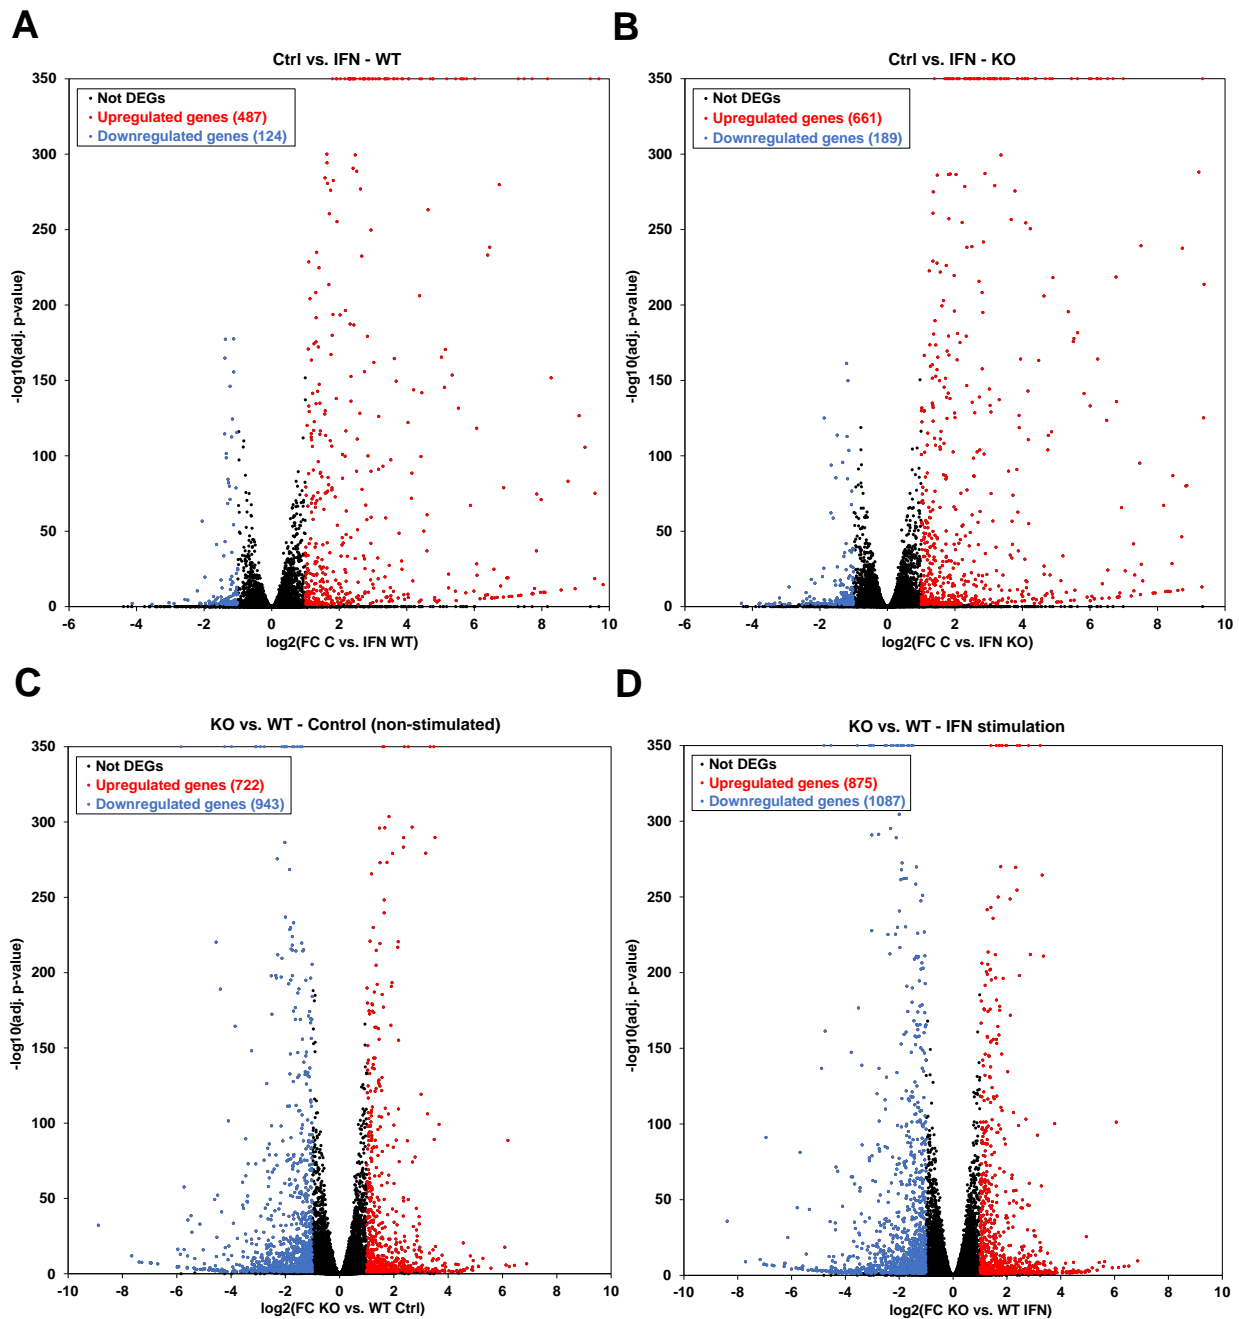 A
Ctrl vs. IFN - WT
350
300
250
200
150
100
50
0
-log10(adj. p-value)
• Not DEGs
• Upregulated genes (487)
• Downregulated genes (124)
-6 -4 -2 0 2 4 6 8 10
log2(FC C vs. IFN WT)
B
Ctrl vs. IFN - KO
350
300
250
200
150
100
50
0
-log10(adj. p-value)
• Not DEGs
• Upregulated genes (661)
• Downregulated genes (189)
-6 -4 -2 0 2 4 6 8 10
log2(FC C vs. IFN KO)
C
KO vs. WT - Control (non-stimulated)
350
300
250
200
150
100
50
0
-log10(adj. p-value)
• Not DEGs
• Upregulated genes (722)
• Downregulated genes (943)
-10 -8 -6 -4 -2 0 2 4 6 8 10
log2(FC KO vs. WT Ctrl)
D
KO vs. WT - IFN stimulation
350
300
250
200
150
100
50
0
-log10(adj. p-value)
• Not DEGs
• Upregulated genes (875)
• Downregulated genes (1087)
-10 -8 -6 -4 -2 0 2 4 6 8 10
log2(FC KO vs. WT IFN)